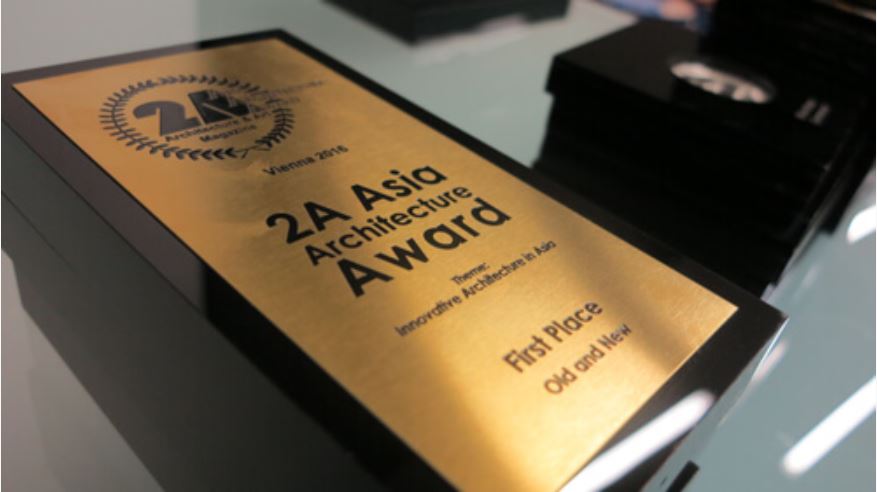 2A
Architecture & Art
Magazine
Vienna 2016
2A Asia
Architecture
Award
Theme:
Innovative Architecture in Asia
First Place
Old and New